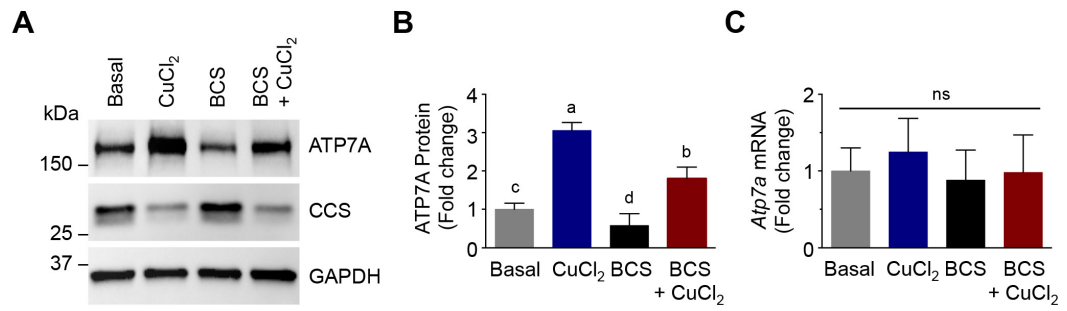 A
Basal
CuCl₂
BCS
BCS
+ CuCl₂
kDa
150
25
37
ATP7A
CCS
GAPDH
B
ATP7A Protein
(Fold change)
4
3
2
1
0
c
a
d
b
Basal
CuCl₂
BCS
BCS
+ CuCl₂
C
Atp7a mRNA
(Fold change)
2
1
0
ns
Basal
CuCl₂
BCS
BCS
+ CuCl₂